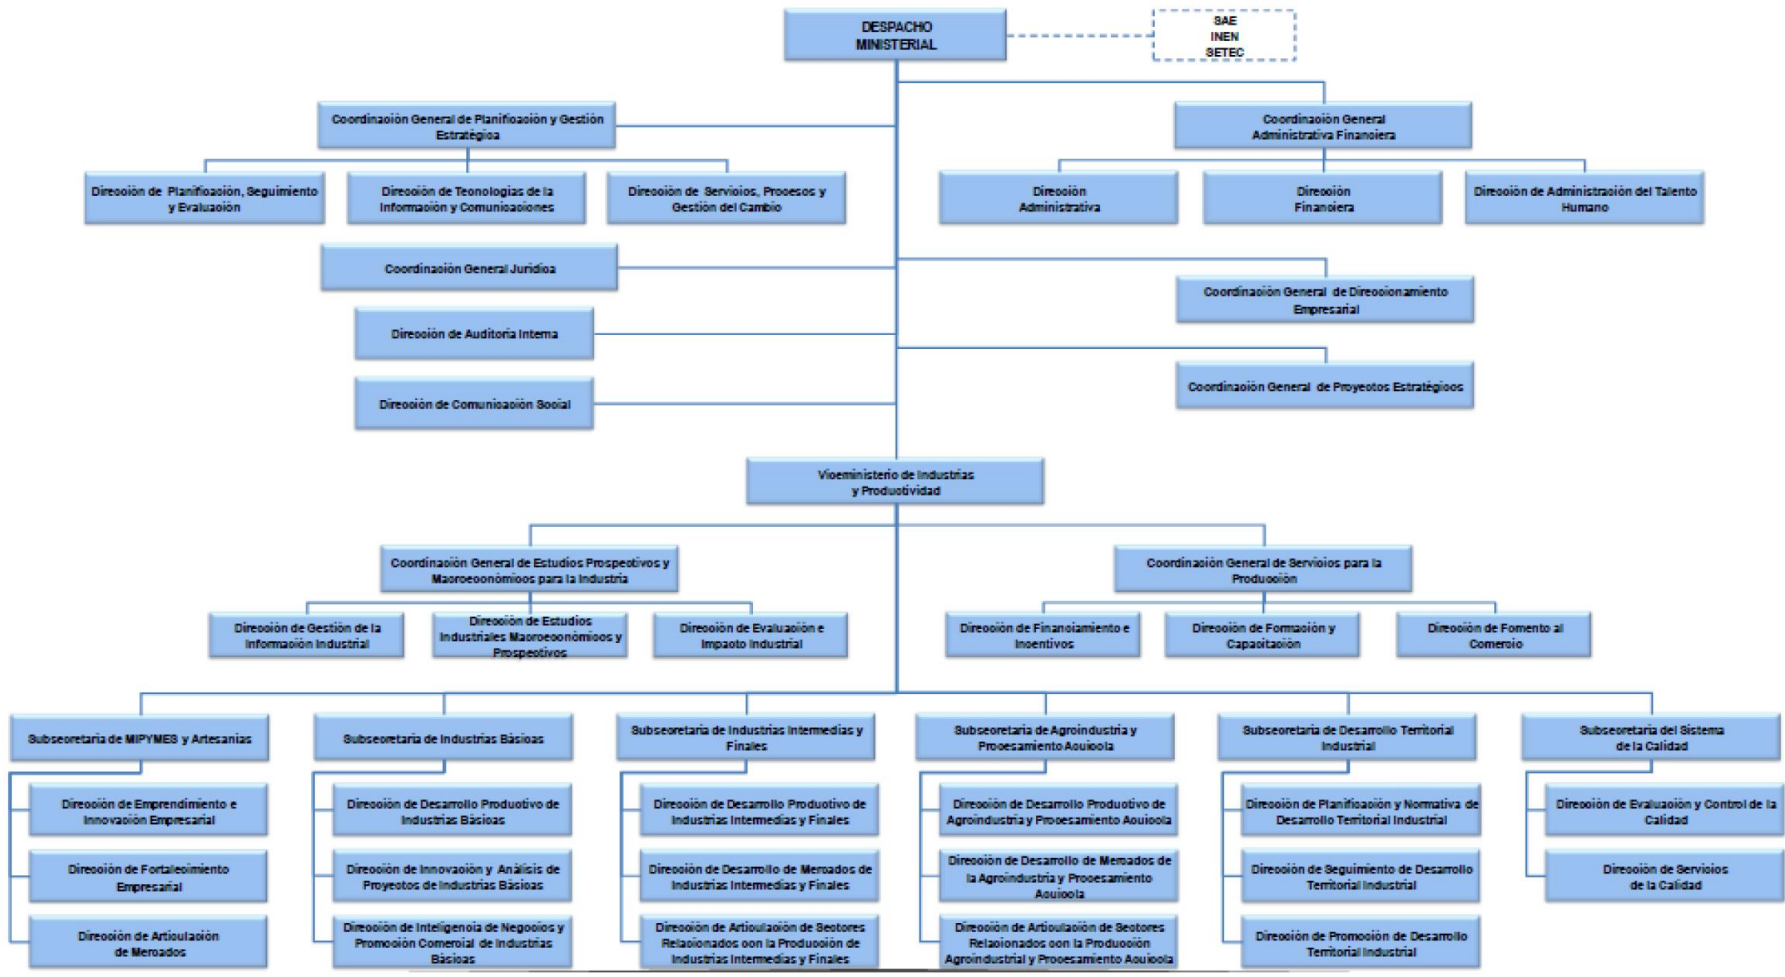 DESPACHO
MINISTERIAL
SAE
INEN
SETEC
Coordinación General de Planificación y Gestión
Estratégica
Coordinación General
Administrativa Financiera
Dirección de Planificación, Seguimiento
y Evaluación
Dirección de Tecnologías de la
Información y Comunicaciones
Dirección de Servicios, Procesos y
Gestión del Cambio
Dirección
Administrativa
Dirección
Financiera
Dirección de Administración del Talento
Humano
Coordinación General Jurídica
Coordinación General de Direccionamiento
Empresarial
Dirección de Auditoría Interna
Coordinación General de Proyectos Estratégicos
Dirección de Comunicación Social
Viceministerio de Industrias
y Productividad
Coordinación General de Estudios Prospectivos y
Macroeconómicos para la Industria
Coordinación General de Servicios para la
Producción
Dirección de Gestión de la
Información Industrial
Dirección de Estudios
Industriales Macroeconómicos y
Prospectivos
Dirección de Evaluación e
Impacto Industrial
Dirección de Financiamiento e
Incentivos
Dirección de Formación y
Capacitación
Dirección de Fomento al
Comercio
Subsecretaria de MIPYMES y Artesanías
Subsecretaria de Industrias Básicas
Subsecretaria de Industrias Intermedias y
Finales
Subsecretaria de Agroindustria y
Procesamiento Acuícola
Subsecretaria de Desarrollo Territorial
Industrial
Subsecretaria del Sistema
de la Calidad
Dirección de Emprendimiento e
Innovación Empresarial
Dirección de Desarrollo Productivo de
Industrias Básicas
Dirección de Desarrollo Productivo de
Industrias Intermedias y Finales
Dirección de Desarrollo Productivo de
Agroindustria y Procesamiento Acuícola
Dirección de Planificación y Normativa de
Desarrollo Territorial Industrial
Dirección de Evaluación y Control de la
Calidad
Dirección de Fortalecimiento
Empresarial
Dirección de Innovación y Análisis de
Proyectos de Industrias Básicas
Dirección de Desarrollo de Mercados de
Industrias Intermedias y Finales
Dirección de Desarrollo de Mercados de
la Agroindustria y Procesamiento
Acuícola
Dirección de Seguimiento de Desarrollo
Territorial Industrial
Dirección de Servicios
de la Calidad
Dirección de Articulación
de Mercados
Dirección de Inteligencia de Negocios y
Promoción Comercial de Industrias
Básicas
Dirección de Articulación de Sectores
Relacionados con la Producción de
Industrias Intermedias y Finales
Dirección de Articulación de Sectores
Relacionados con la Producción
Agroindustrial y Procesamiento Acuícola
Dirección de Promoción de Desarrollo
Territorial Industrial